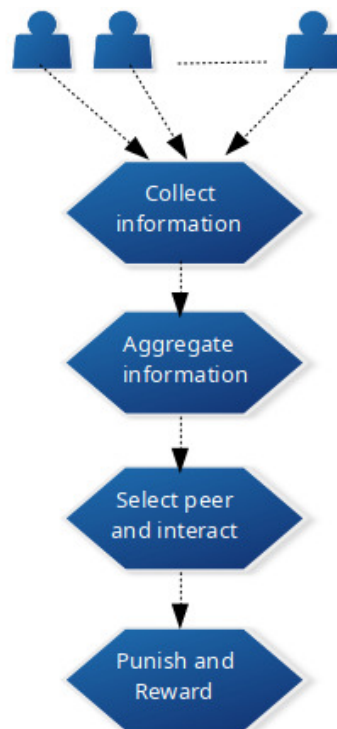 Collect
information
Aggregate
information
Select peer
and interact
Punish and
Reward